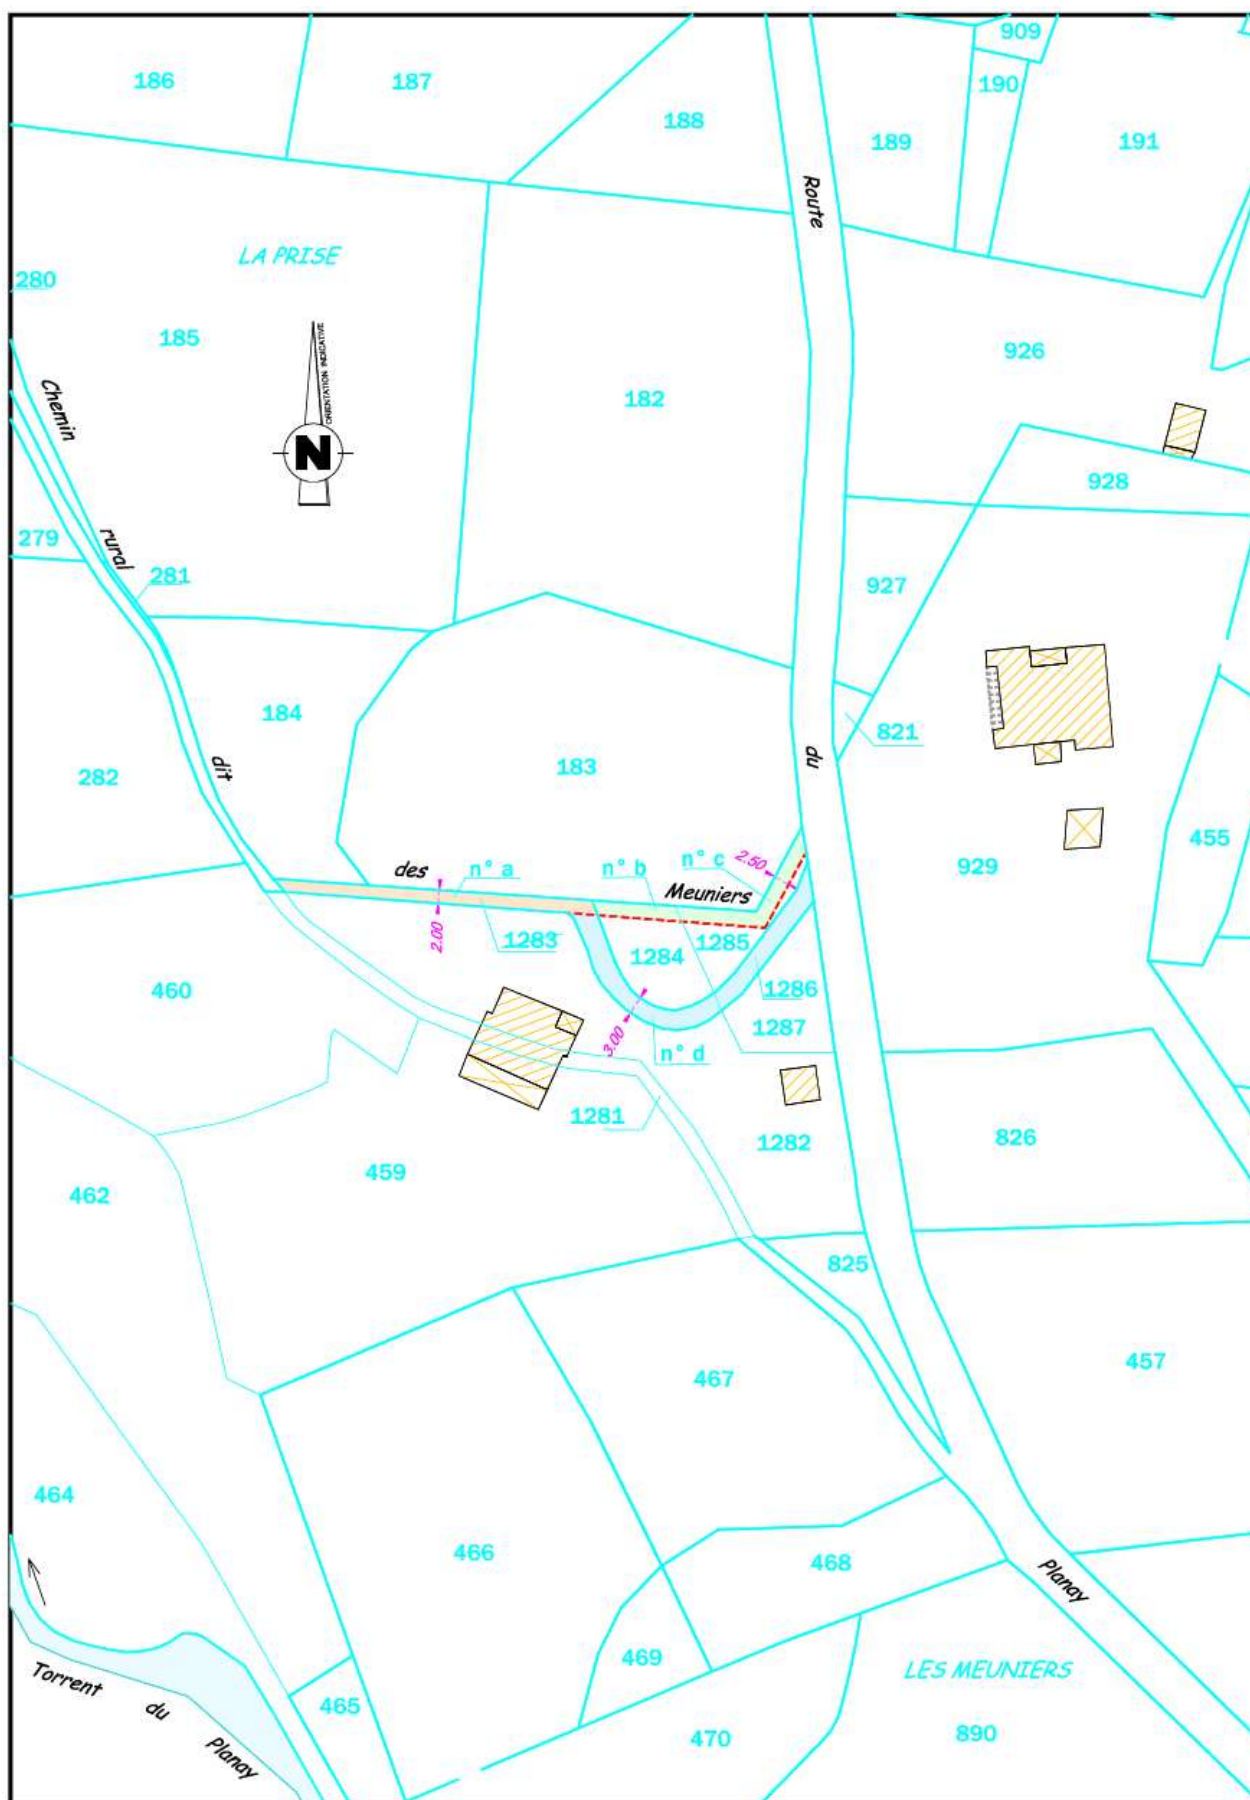 909
186
187
188
189
190
191
Route
LA PRISE
280
185
ORIENTATION INDICATIVE
N
926
182
Chemin
928
279
rural
281
927
184
821
dit
282
183
du
455
929
des
n° a
n° b
n° c
2.50
Meuniers
2.00
1283
1284
1285
1286
460
1287
3.00
n° d
1281
1282
826
462
459
825
457
467
464
466
468
Planay
469
LES MEUNIERS
Torrent
du
Planay
465
470
890